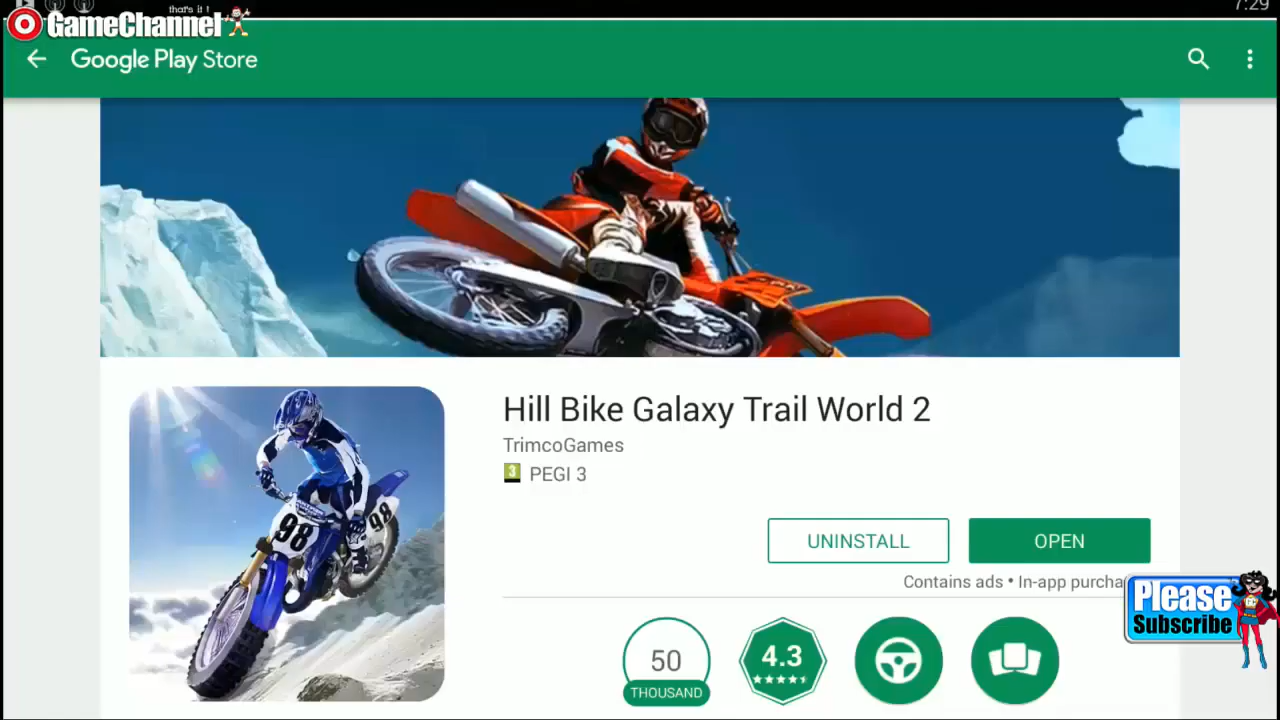 that's it !
7:29
GameChannel
Google Play Store
Hill Bike Galaxy Trail World 2
TrimcoGames
3 PEGI 3
98
98
UNINSTALL
OPEN
Contains ads • In-app purcha
Please
Subscribe
50
THOUSAND
4.3